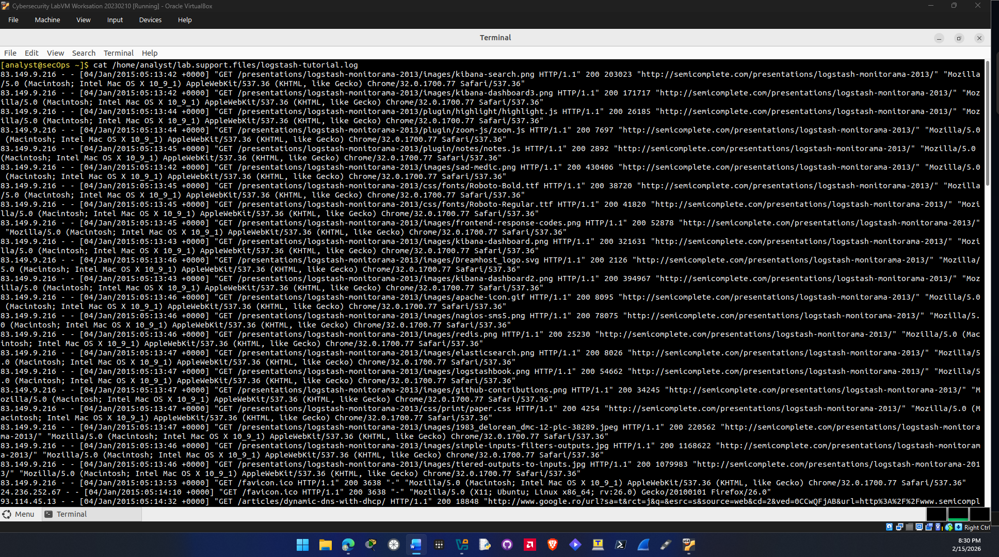 Cybersecurity LabVM Worksation 20230210 [Running] - Oracle VirtualBox
File Machine View Input Devices Help
Terminal
File Edit View Search Terminal Help
[analyst@secOps ~]$ cat /home/analyst/lab.support.files/logstash-tutorial.log
83.149.9.216 - - [04/Jan/2015:05:13:42 +0000] "GET /presentations/logstash-monitorama-2013/images/kibana-search.png HTTP/1.1" 200 203023 "http://semicomplete.com/presentations/logstash-monitorama-2013/" "Mozilla
/5.0 (Macintosh; Intel Mac OS X 10_9_1) AppleWebKit/537.36 (KHTML, like Gecko) Chrome/32.0.1700.77 Safari/537.36"
83.149.9.216 - - [04/Jan/2015:05:13:42 +0000] "GET /presentations/logstash-monitorama-2013/images/kibana-dashboard3.png HTTP/1.1" 200 171717 "http://semicomplete.com/presentations/logstash-monitorama-2013/" "Moz
illa/5.0 (Macintosh; Intel Mac OS X 10_9_1) AppleWebKit/537.36 (KHTML, like Gecko) Chrome/32.0.1700.77 Safari/537.36"
83.149.9.216 - - [04/Jan/2015:05:13:44 +0000] "GET /presentations/logstash-monitorama-2013/plugin/highlight/highlight.js HTTP/1.1" 200 26185 "http://semicomplete.com/presentations/logstash-monitorama-2013/" "Moz
illa/5.0 (Macintosh; Intel Mac OS X 10_9_1) AppleWebKit/537.36 (KHTML, like Gecko) Chrome/32.0.1700.77 Safari/537.36"
83.149.9.216 - - [04/Jan/2015:05:13:44 +0000] "GET /presentations/logstash-monitorama-2013/plugin/zoom-js/zoom.js HTTP/1.1" 200 7697 "http://semicomplete.com/presentations/logstash-monitorama-2013/" "Mozilla/5.0
 (Macintosh; Intel Mac OS X 10_9_1) AppleWebKit/537.36 (KHTML, like Gecko) Chrome/32.0.1700.77 Safari/537.36"
83.149.9.216 - - [04/Jan/2015:05:13:45 +0000] "GET /presentations/logstash-monitorama-2013/plugin/notes/notes.js HTTP/1.1" 200 2892 "http://semicomplete.com/presentations/logstash-monitorama-2013/" "Mozilla/5.0
(Macintosh; Intel Mac OS X 10_9_1) AppleWebKit/537.36 (KHTML, like Gecko) Chrome/32.0.1700.77 Safari/537.36"
83.149.9.216 - - [04/Jan/2015:05:13:42 +0000] "GET /presentations/logstash-monitorama-2013/images/sad-medic.png HTTP/1.1" 200 430406 "http://semicomplete.com/presentations/logstash-monitorama-2013/" "Mozilla/5.0
 (Macintosh; Intel Mac OS X 10_9_1) AppleWebKit/537.36 (KHTML, like Gecko) Chrome/32.0.1700.77 Safari/537.36"
83.149.9.216 - - [04/Jan/2015:05:13:45 +0000] "GET /presentations/logstash-monitorama-2013/css/fonts/Roboto-Bold.ttf HTTP/1.1" 200 38720 "http://semicomplete.com/presentations/logstash-monitorama-2013/" "Mozilla
/5.0 (Macintosh; Intel Mac OS X 10_9_1) AppleWebKit/537.36 (KHTML, like Gecko) Chrome/32.0.1700.77 Safari/537.36"
83.149.9.216 - - [04/Jan/2015:05:13:45 +0000] "GET /presentations/logstash-monitorama-2013/css/fonts/Roboto-Regular.ttf HTTP/1.1" 200 41820 "http://semicomplete.com/presentations/logstash-monitorama-2013/" "Mozi
lla/5.0 (Macintosh; Intel Mac OS X 10_9_1) AppleWebKit/537.36 (KHTML, like Gecko) Chrome/32.0.1700.77 Safari/537.36"
83.149.9.216 - - [04/Jan/2015:05:13:45 +0000] "GET /presentations/logstash-monitorama-2013/images/frontend-response-codes.png HTTP/1.1" 200 52878 "http://semicomplete.com/presentations/logstash-monitorama-2013/"
 "Mozilla/5.0 (Macintosh; Intel Mac OS X 10_9_1) AppleWebKit/537.36 (KHTML, like Gecko) Chrome/32.0.1700.77 Safari/537.36"
83.149.9.216 - - [04/Jan/2015:05:13:43 +0000] "GET /presentations/logstash-monitorama-2013/images/kibana-dashboard.png HTTP/1.1" 200 321631 "http://semicomplete.com/presentations/logstash-monitorama-2013/" "Mozi
lla/5.0 (Macintosh; Intel Mac OS X 10_9_1) AppleWebKit/537.36 (KHTML, like Gecko) Chrome/32.0.1700.77 Safari/537.36"
83.149.9.216 - - [04/Jan/2015:05:13:46 +0000] "GET /presentations/logstash-monitorama-2013/images/Dreamhost_logo.svg HTTP/1.1" 200 2126 "http://semicomplete.com/presentations/logstash-monitorama-2013/" "Mozilla/
5.0 (Macintosh; Intel Mac OS X 10_9_1) AppleWebKit/537.36 (KHTML, like Gecko) Chrome/32.0.1700.77 Safari/537.36"
83.149.9.216 - - [04/Jan/2015:05:13:43 +0000] "GET /presentations/logstash-monitorama-2013/images/kibana-dashboard2.png HTTP/1.1" 200 394967 "http://semicomplete.com/presentations/logstash-monitorama-2013/" "Moz
illa/5.0 (Macintosh; Intel Mac OS X 10_9_1) AppleWebKit/537.36 (KHTML, like Gecko) Chrome/32.0.1700.77 Safari/537.36"
83.149.9.216 - - [04/Jan/2015:05:13:46 +0000] "GET /presentations/logstash-monitorama-2013/images/apache-icon.gif HTTP/1.1" 200 8095 "http://semicomplete.com/presentations/logstash-monitorama-2013/" "Mozilla/5.0
 (Macintosh; Intel Mac OS X 10_9_1) AppleWebKit/537.36 (KHTML, like Gecko) Chrome/32.0.1700.77 Safari/537.36"
83.149.9.216 - - [04/Jan/2015:05:13:46 +0000] "GET /presentations/logstash-monitorama-2013/images/nagios-sms5.png HTTP/1.1" 200 78075 "http://semicomplete.com/presentations/logstash-monitorama-2013/" "Mozilla/5.
0 (Macintosh; Intel Mac OS X 10_9_1) AppleWebKit/537.36 (KHTML, like Gecko) Chrome/32.0.1700.77 Safari/537.36"
83.149.9.216 - - [04/Jan/2015:05:13:46 +0000] "GET /presentations/logstash-monitorama-2013/images/redis.png HTTP/1.1" 200 25230 "http://semicomplete.com/presentations/logstash-monitorama-2013/" "Mozilla/5.0 (Mac
intosh; Intel Mac OS X 10_9_1) AppleWebKit/537.36 (KHTML, like Gecko) Chrome/32.0.1700.77 Safari/537.36"
83.149.9.216 - - [04/Jan/2015:05:13:47 +0000] "GET /presentations/logstash-monitorama-2013/images/elasticsearch.png HTTP/1.1" 200 8026 "http://semicomplete.com/presentations/logstash-monitorama-2013/" "Mozilla/5
.0 (Macintosh; Intel Mac OS X 10_9_1) AppleWebKit/537.36 (KHTML, like Gecko) Chrome/32.0.1700.77 Safari/537.36"
83.149.9.216 - - [04/Jan/2015:05:13:47 +0000] "GET /presentations/logstash-monitorama-2013/images/logstashbook.png HTTP/1.1" 200 54662 "http://semicomplete.com/presentations/logstash-monitorama-2013/" "Mozilla/5
.0 (Macintosh; Intel Mac OS X 10_9_1) AppleWebKit/537.36 (KHTML, like Gecko) Chrome/32.0.1700.77 Safari/537.36"
83.149.9.216 - - [04/Jan/2015:05:13:47 +0000] "GET /presentations/logstash-monitorama-2013/images/github-contributions.png HTTP/1.1" 200 34245 "http://semicomplete.com/presentations/logstash-monitorama-2013/" "M
ozilla/5.0 (Macintosh; Intel Mac OS X 10_9_1) AppleWebKit/537.36 (KHTML, like Gecko) Chrome/32.0.1700.77 Safari/537.36"
83.149.9.216 - - [04/Jan/2015:05:13:47 +0000] "GET /presentations/logstash-monitorama-2013/css/print/paper.css HTTP/1.1" 200 4254 "http://semicomplete.com/presentations/logstash-monitorama-2013/" "Mozilla/5.0 (M
acintosh; Intel Mac OS X 10_9_1) AppleWebKit/537.36 (KHTML, like Gecko) Chrome/32.0.1700.77 Safari/537.36"
83.149.9.216 - - [04/Jan/2015:05:13:47 +0000] "GET /presentations/logstash-monitorama-2013/images/1983_delorean_dmc-12-pic-38289.jpeg HTTP/1.1" 200 220562 "http://semicomplete.com/presentations/logstash-monitora
ma-2013/" "Mozilla/5.0 (Macintosh; Intel Mac OS X 10_9_1) AppleWebKit/537.36 (KHTML, like Gecko) Chrome/32.0.1700.77 Safari/537.36"
83.149.9.216 - - [04/Jan/2015:05:13:46 +0000] "GET /presentations/logstash-monitorama-2013/images/simple-inputs-filters-outputs.jpg HTTP/1.1" 200 1168622 "http://semicomplete.com/presentations/logstash-monitoram
a-2013/" "Mozilla/5.0 (Macintosh; Intel Mac OS X 10_9_1) AppleWebKit/537.36 (KHTML, like Gecko) Chrome/32.0.1700.77 Safari/537.36"
83.149.9.216 - - [04/Jan/2015:05:13:46 +0000] "GET /presentations/logstash-monitorama-2013/images/tiered-outputs-to-inputs.jpg HTTP/1.1" 200 1079983 "http://semicomplete.com/presentations/logstash-monitorama-201
3/" "Mozilla/5.0 (Macintosh; Intel Mac OS X 10_9_1) AppleWebKit/537.36 (KHTML, like Gecko) Chrome/32.0.1700.77 Safari/537.36"
83.149.9.216 - - [04/Jan/2015:05:13:53 +0000] "GET /favicon.ico HTTP/1.1" 200 3638 "-" "Mozilla/5.0 (Macintosh; Intel Mac OS X 10_9_1) AppleWebKit/537.36 (KHTML, like Gecko) Chrome/32.0.1700.77 Safari/537.36"
24.236.252.67 - - [04/Jan/2015:05:14:10 +0000] "GET /favicon.ico HTTP/1.1" 200 3638 "-" "Mozilla/5.0 (X11; Ubuntu; Linux x86_64; rv:26.0) Gecko/20100101 Firefox/26.0"
93.114.45.13 - - [04/Jan/2015:05:14:32 +0000] "GET /articles/dynamic-dns-with-dhcp/ HTTP/1.1" 200 18848 "http://www.google.ro/url?sa=t&rct=j&q=&esrc=s&source=web&cd=2&ved=0CCwQFjAB&url=http%3A%2F%2Fwww.semicompl
Menu Terminal
Right Ctrl
8:30 PM
2/15/2026